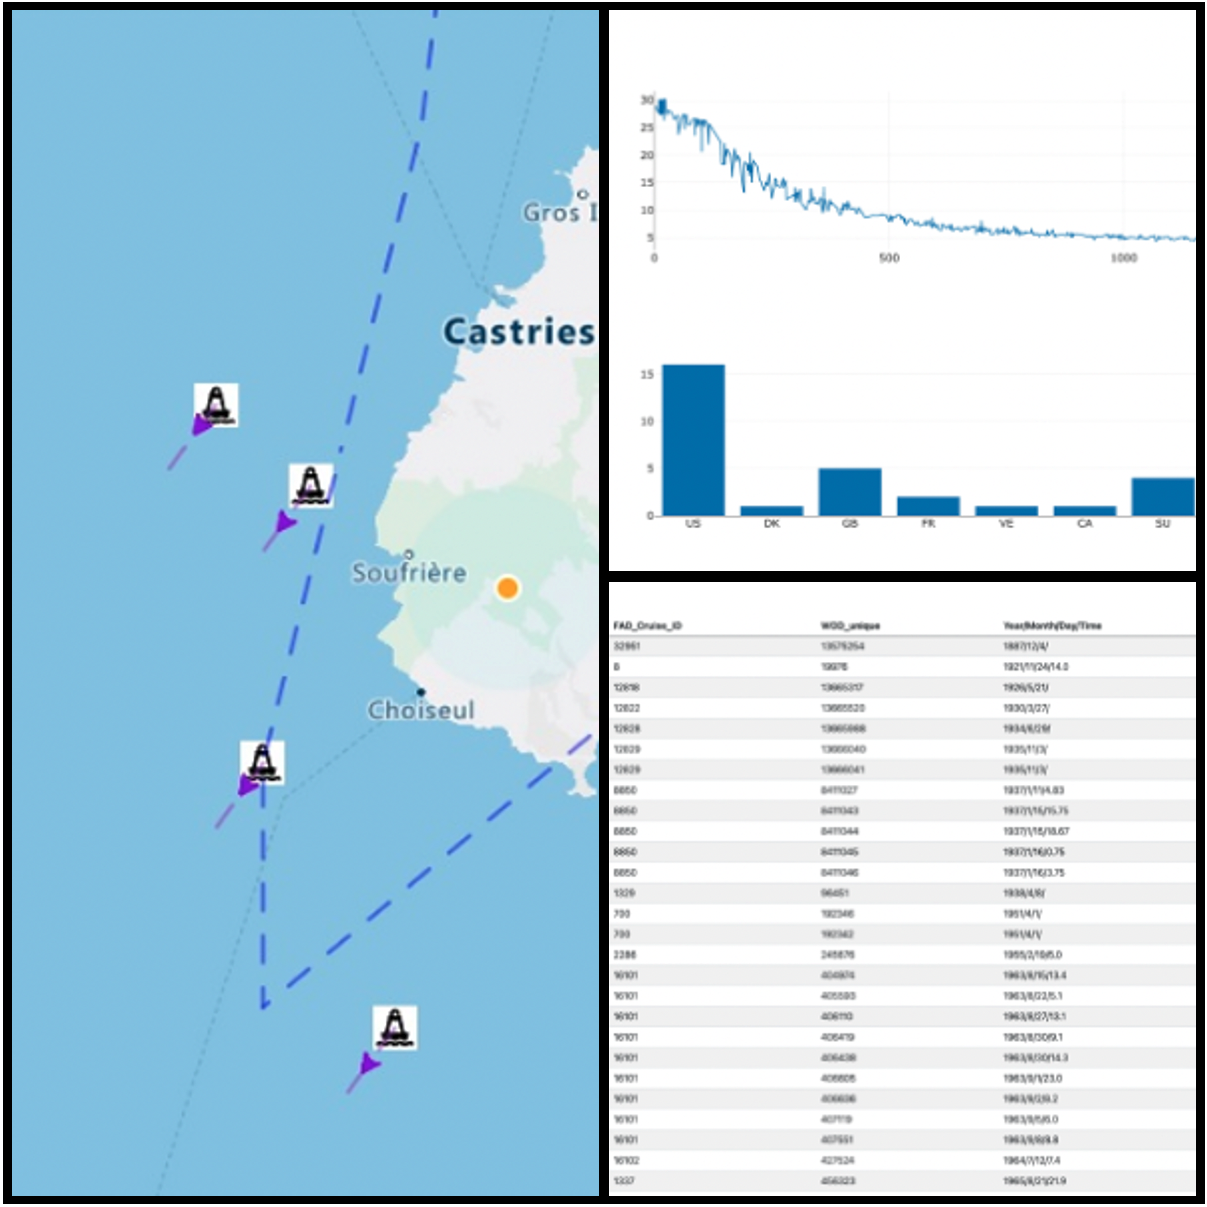 Gros I
Castries
Soufrière
Choiseul
30
25
20
15
10
5
0 500 1000
15
10
5
0
US DK GB FR VE CA SU
FAD_Cruise_ID WOD_unique Year/Month/Day/Time
32951 13575254 1887/12/4/
8 19976 1921/11/24/14.0
12818 13665317 1926/5/21/
12822 13665520 1930/3/27/
12828 13665988 1934/6/29/
12829 13666040 1935/11/3/
12829 13666041 1935/11/3/
8850 8411027 1937/1/11/4.83
8850 8411043 1937/1/15/15.75
8850 8411044 1937/1/15/18.67
8850 8411045 1937/1/16/0.75
8850 8411046 1937/1/16/3.75
1329 96451 1938/4/8/
700 192346 1951/4/1/
700 192342 1951/4/1/
2286 245876 1955/2/19/5.0
16101 404974 1963/8/15/13.4
16101 405593 1963/8/22/5.1
16101 406110 1963/8/27/13.1
16101 406419 1963/8/30/9.1
16101 406438 1963/8/30/14.3
16101 406605 1963/9/1/23.0
16101 406636 1963/9/2/8.2
16101 407119 1963/9/5/6.0
16101 407551 1963/9/8/8.8
16102 427524 1964/7/12/7.4
1337 456323 1965/8/21/21.9